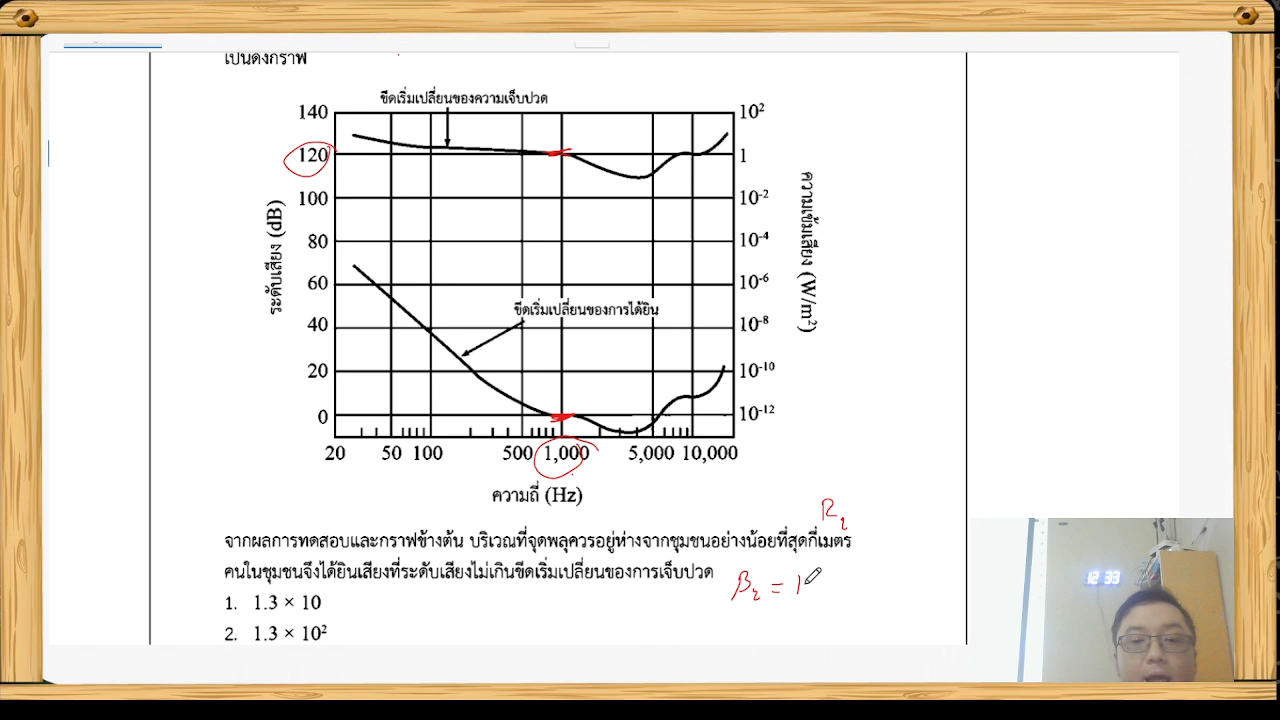 เป็นดังกราฟ
ขีดเริ่มเปลี่ยนของความเจ็บปวด
140 10²
120 1
100 10⁻²
80 10⁻⁴
60 10⁻⁶
40 10⁻⁸
20 10⁻¹⁰
0 10⁻¹²
ระดับเสียง (dB)
ความเข้มเสียง (W/m²)
ขีดเริ่มเปลี่ยนของการได้ยิน
20 50 100 500 1,000 5,000 10,000
ความถี่ (Hz)
R₂
จากผลการทดสอบและกราฟข้างต้น บริเวณที่จุดพลุควรอยู่ห่างจากชุมชนอย่างน้อยที่สุดกี่เมตร
คนในชุมชนจึงได้ยินเสียงที่ระดับเสียงไม่เกินขีดเริ่มเปลี่ยนของการเจ็บปวด
β₂ = 1
1. 1.3 × 10
2. 1.3 × 10²
12 33